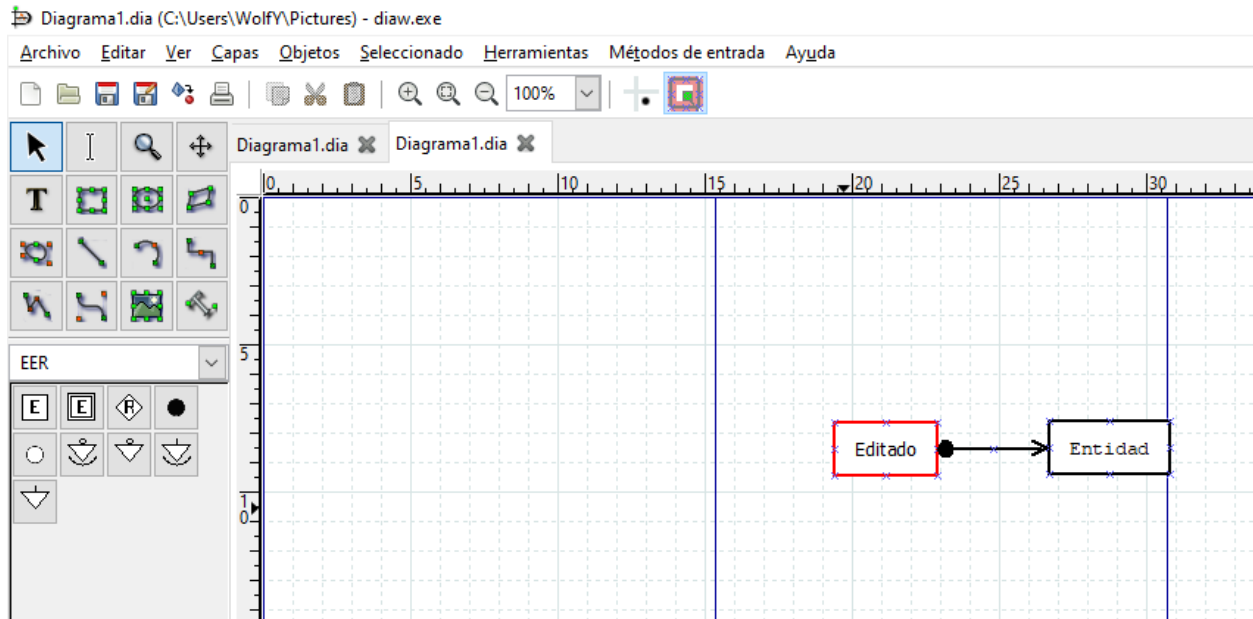 Diagrama1.dia (C:\Users\WolfY\Pictures) - diaw.exe
Archivo Editar Ver Capas Objetos Seleccionado Herramientas Métodos de entrada Ayuda
100%
Diagrama1.dia Diagrama1.dia
T
0 5 10 15 20 25 30
0
5
EER
E E R
Editado Entidad
10